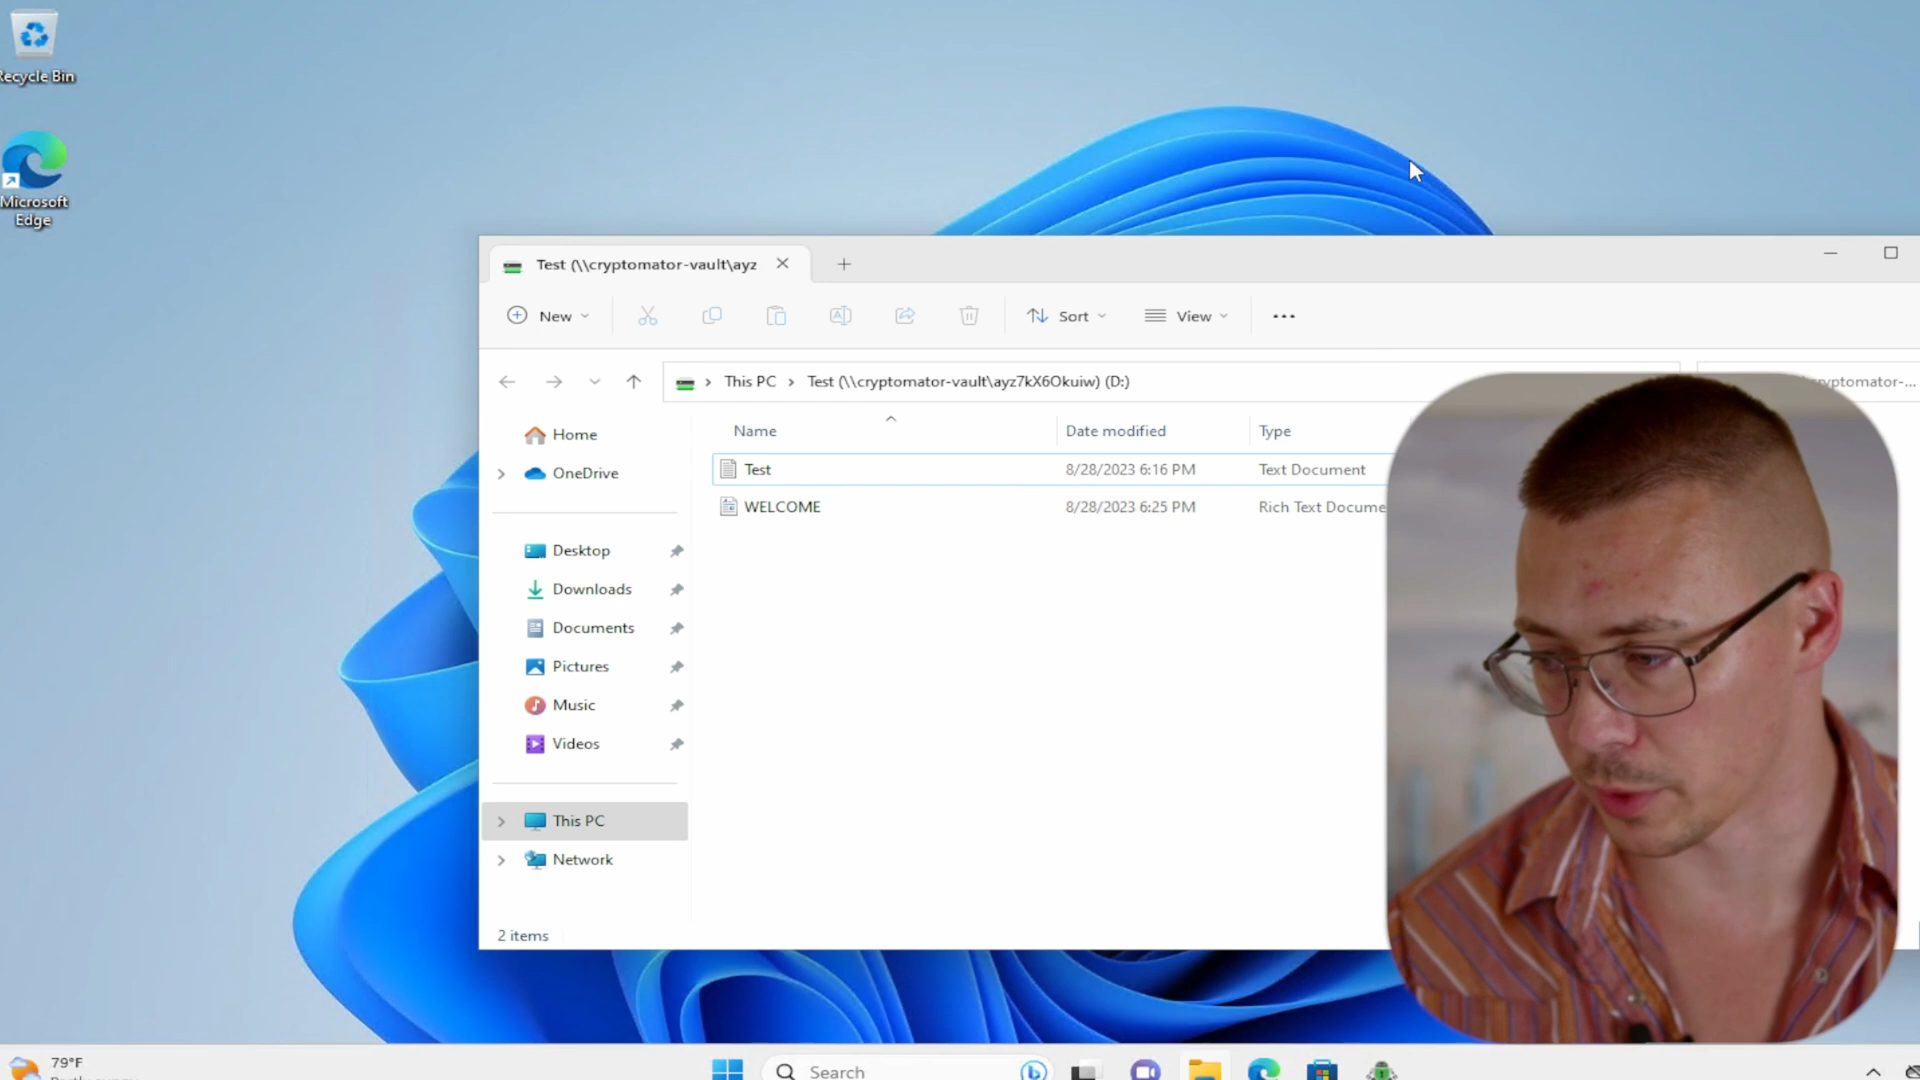 Recycle Bin
Microsoft
Edge
Test (\\cryptomator-vault\ayz
New
Sort
View
This PC
Test (\\cryptomator-vault\ayz7kX6Okuiw) (D:)
cryptomator-...
Name
Date modified
Type
Home
Test
8/28/2023 6:16 PM
Text Document
OneDrive
WELCOME
8/28/2023 6:25 PM
Rich Text Docume
Desktop
Downloads
Documents
Pictures
Music
Videos
This PC
Network
2 items
79°F
Search